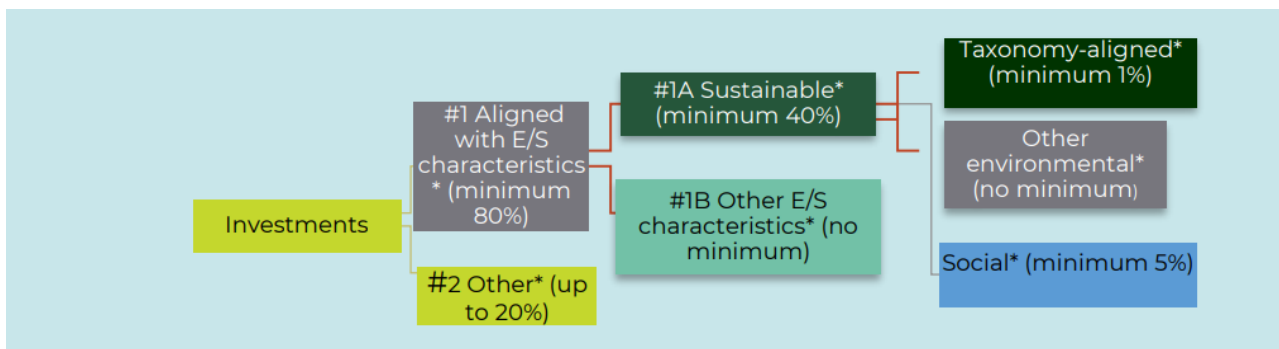 Investments
#1 Aligned
with E/S
characteristics
* (minimum
80%)
#2 Other* (up
to 20%)
#1A Sustainable*
(minimum 40%)
#1B Other E/S
characteristics* (no
minimum)
Taxonomy-aligned*
(minimum 1%)
Other
environmental*
(no minimum)
Social* (minimum 5%)